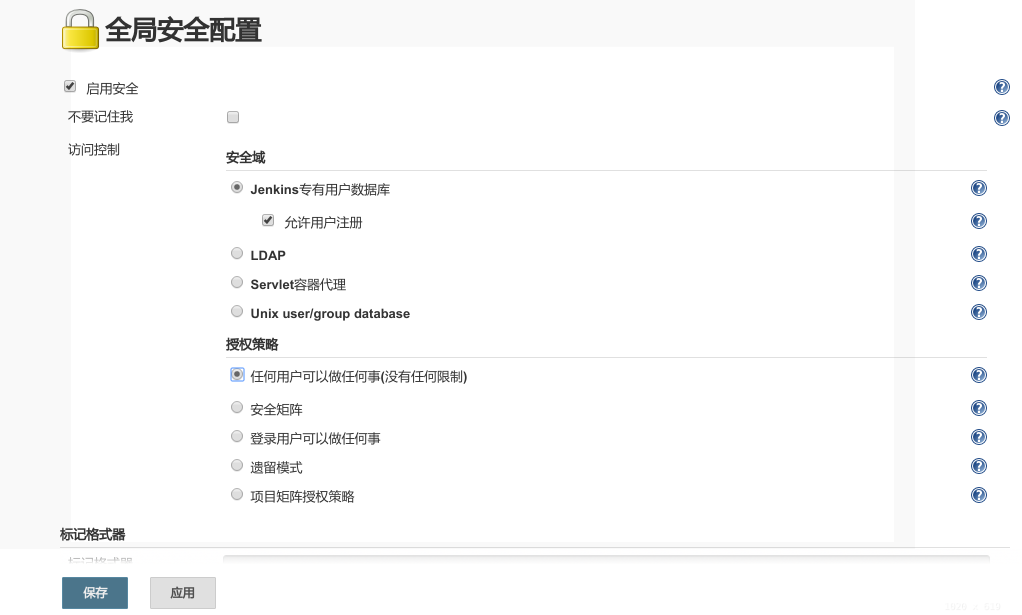 全局安全配置
启用安全
不要记住我
访问控制
安全域
Jenkins专有用户数据库
允许用户注册
LDAP
Servlet容器代理
Unix user/group database
授权策略
任何用户可以做任何事(没有任何限制)
安全矩阵
登录用户可以做任何事
遗留模式
项目矩阵授权策略
标记格式器
标记格式器
保存
应用